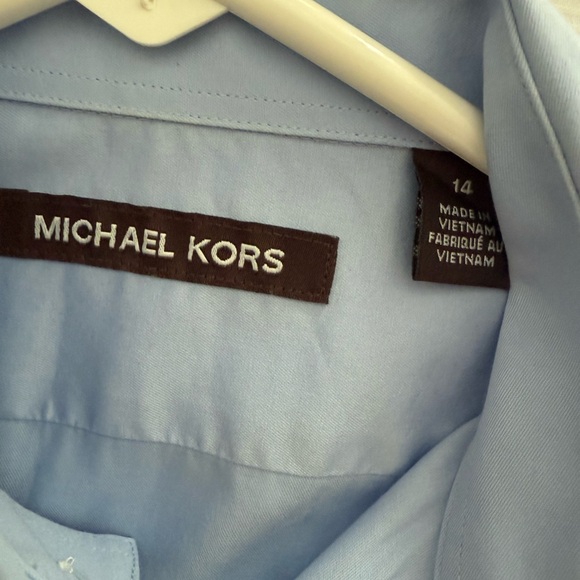 MICHAEL KORS
14
MADE IN
VIETNAM
FABRIQUÉ AU
VIETNAM